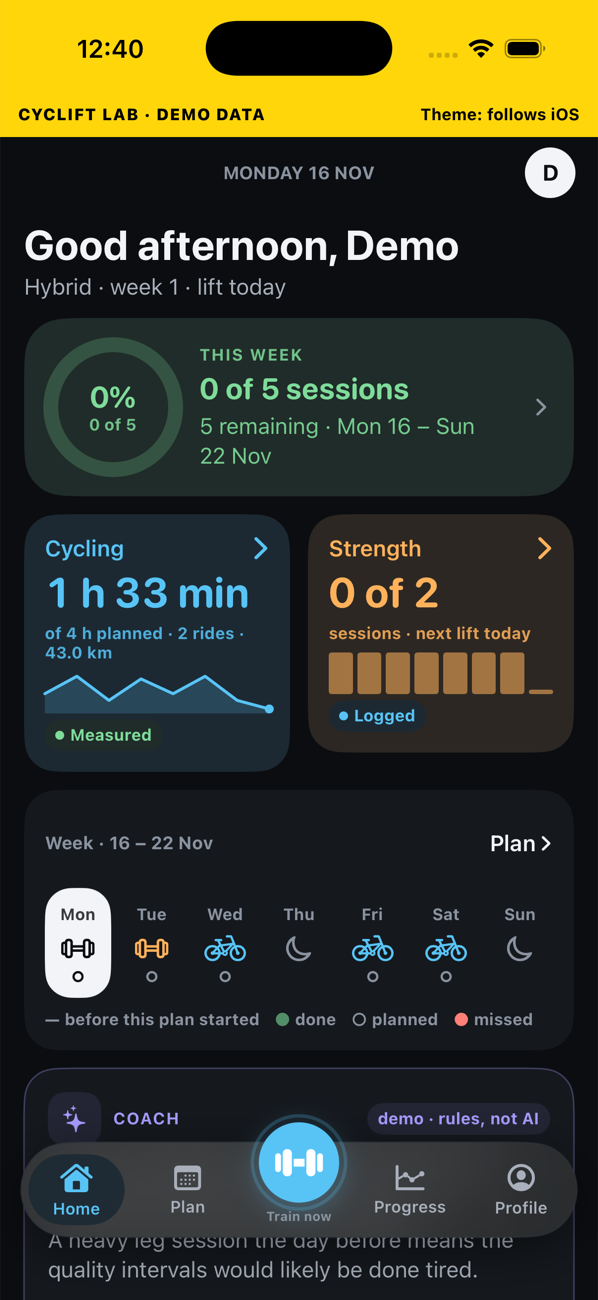 12:40
CYCLIFT LAB · DEMO DATA
Theme: follows iOS
MONDAY 16 NOV
D
Good afternoon, Demo
Hybrid · week 1 · lift today
0%
0 of 5
THIS WEEK
0 of 5 sessions
5 remaining · Mon 16 – Sun
22 Nov
Cycling
1 h 33 min
of 4 h planned · 2 rides ·
43.0 km
Measured
Strength
0 of 2
sessions · next lift today
Logged
Week · 16 – 22 Nov
Plan
Mon Tue Wed Thu Fri Sat Sun
— before this plan started done planned missed
COACH
demo · rules, not AI
Home
Plan
Train now
Progress
Profile
A heavy leg session the day before means the
quality intervals would likely be done tired.